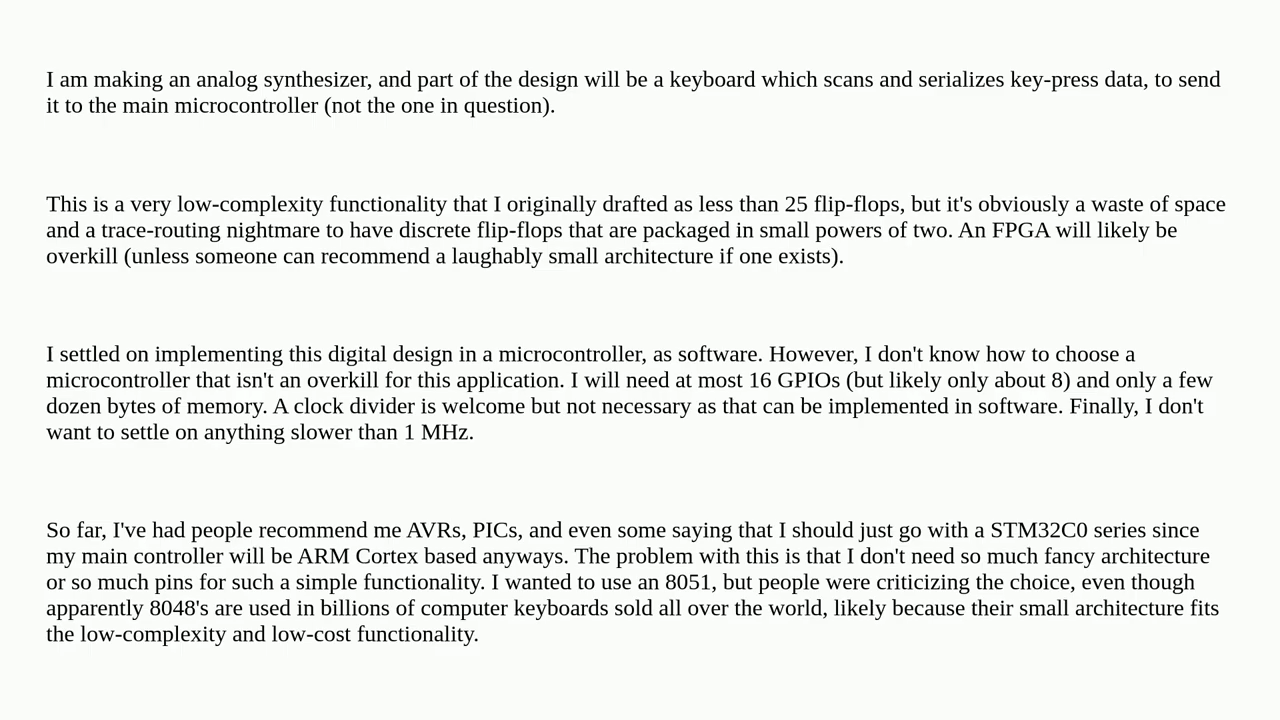 I am making an analog synthesizer, and part of the design will be a keyboard which scans and serializes key-press data, to send
it to the main microcontroller (not the one in question).
This is a very low-complexity functionality that I originally drafted as less than 25 flip-flops, but it's obviously a waste of space
and a trace-routing nightmare to have discrete flip-flops that are packaged in small powers of two. An FPGA will likely be
overkill (unless someone can recommend a laughably small architecture if one exists).
I settled on implementing this digital design in a microcontroller, as software. However, I don't know how to choose a
microcontroller that isn't an overkill for this application. I will need at most 16 GPIOs (but likely only about 8) and only a few
dozen bytes of memory. A clock divider is welcome but not necessary as that can be implemented in software. Finally, I don't
want to settle on anything slower than 1 MHz.
So far, I've had people recommend me AVRs, PICs, and even some saying that I should just go with a STM32C0 series since
my main controller will be ARM Cortex based anyways. The problem with this is that I don't need so much fancy architecture
or so much pins for such a simple functionality. I wanted to use an 8051, but people were criticizing the choice, even though
apparently 8048's are used in billions of computer keyboards sold all over the world, likely because their small architecture fits
the low-complexity and low-cost functionality.